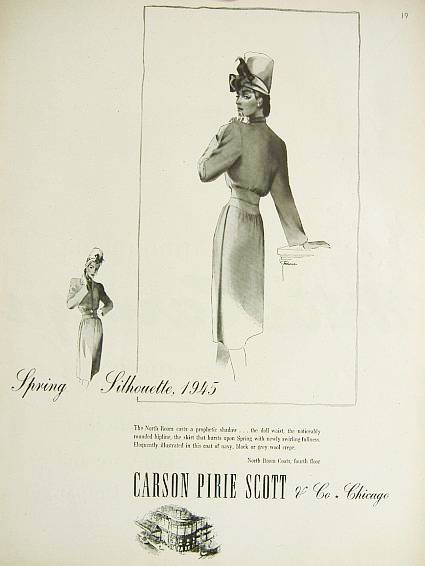 19
Spring Silhouette, 1945
The North Room casts a prophetic shadow . . . the doll waist, the noticeably
rounded hipline, the skirt that bursts upon Spring with newly swirling fullness.
Eloquently illustrated in this coat of navy, black or grey wool crepe.
North Room Coats, fourth floor
CARSON PIRIE SCOTT & Co. Chicago